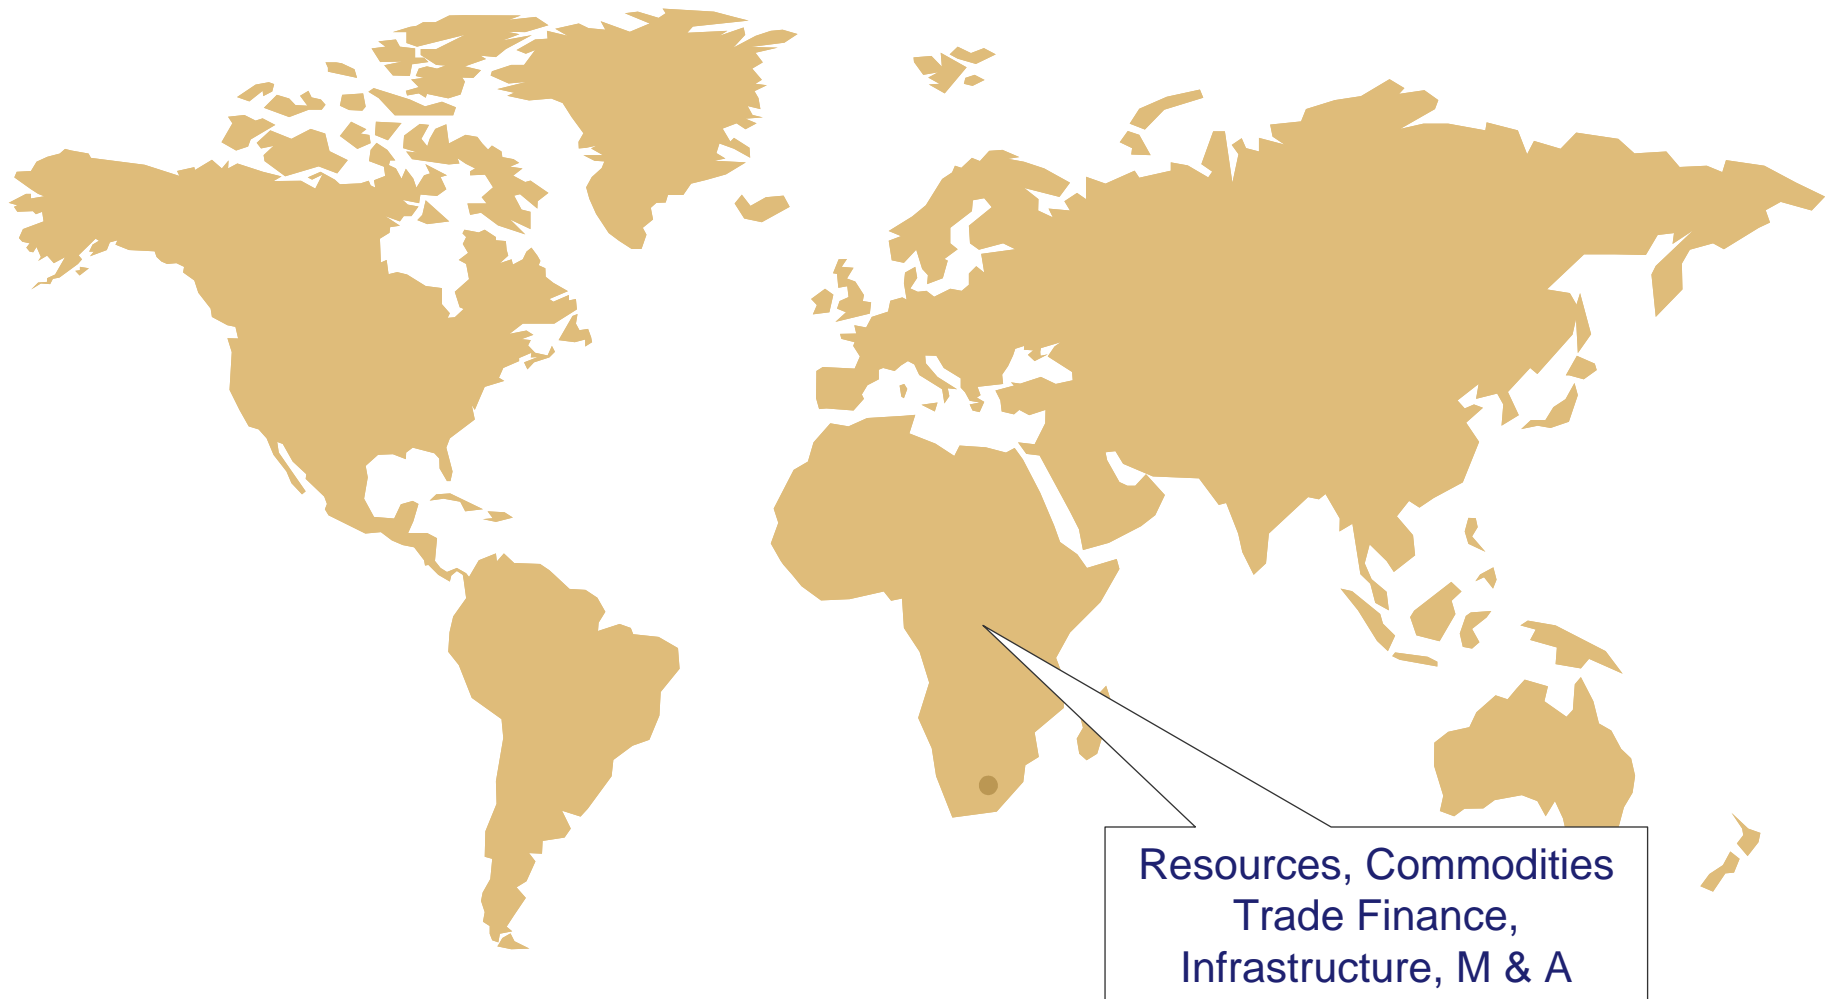 Resources, Commodities
Trade Finance,
Infrastructure, M & A